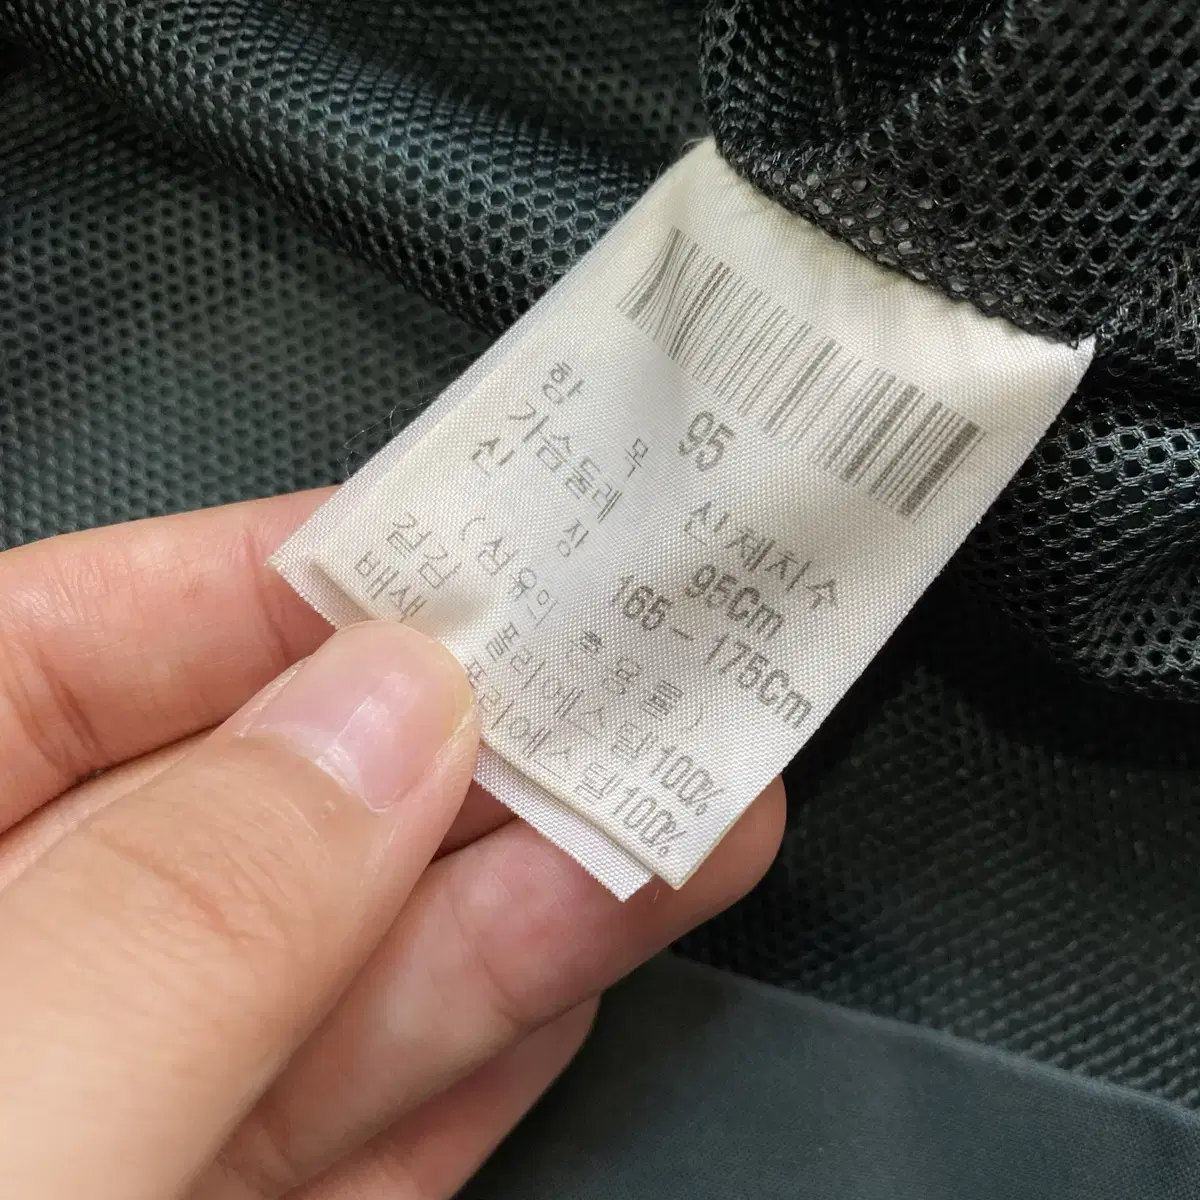 95
항 목 신체치수
가슴둘레 95Cm
신 장 165 - 175Cm
(섬유의 혼용률)
겉감 폴리에스텔100%
배색 폴리에스텔100%